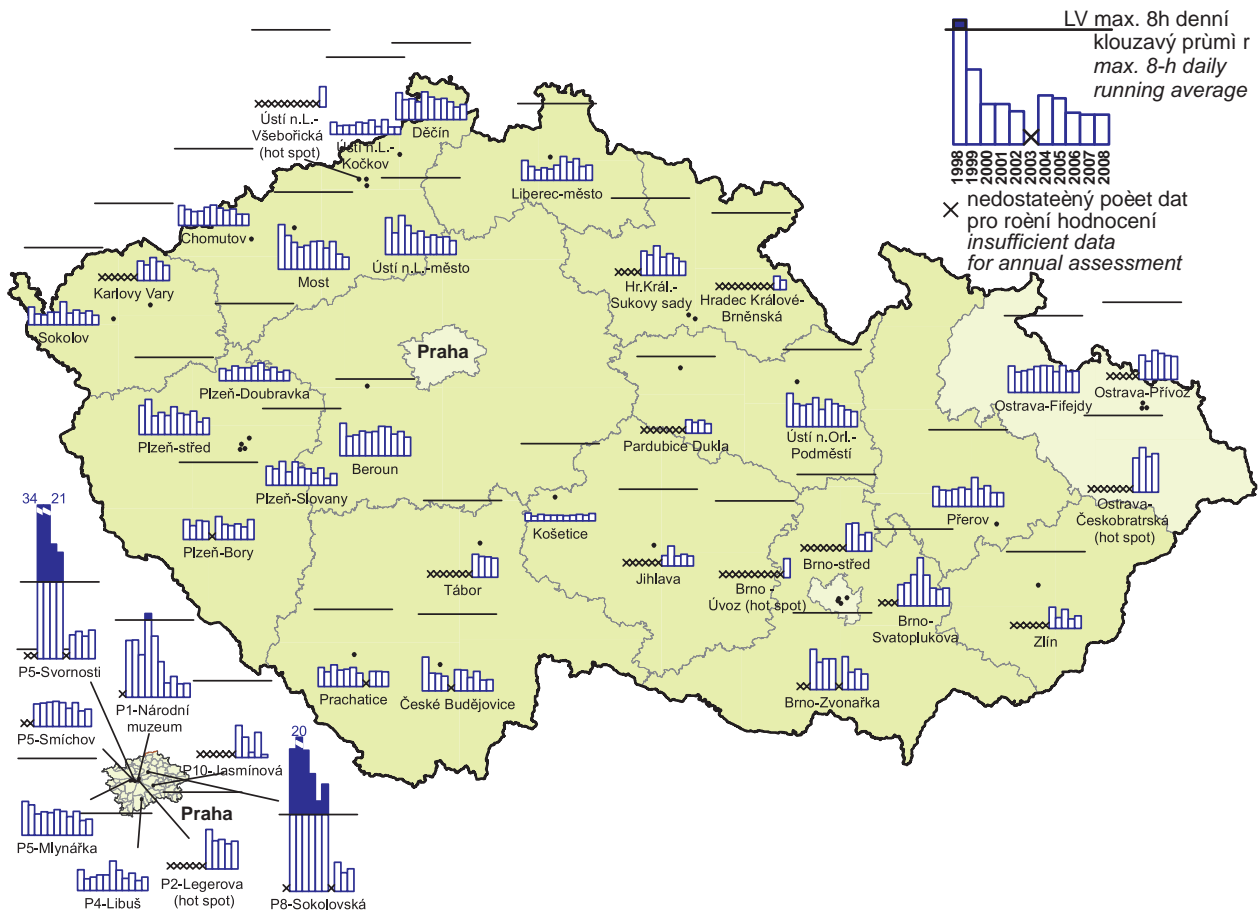 LV max. 8h denní
klouzavý prùmì r
max. 8-h daily
running average
1998
1999
2000
2001
2002
2003
2004
2005
2006
2007
2008
× nedostateèný poèet dat
pro roèní hodnocení
insufficient data
for annual assessment
Ústí n.L.-
Všebořická
(hot spot)
Ústí n.L.-
Kočkov
Děčín
Liberec-město
Chomutov
Most
Ústí n.L.-město
Karlovy Vary
Sokolov
Hr.Král.-
Sukovy sady
Hradec Králové-
Brněnská
Praha
Plzeň-Doubravka
Plzeň-střed
Beroun
Plzeň-Slovany
Plzeň-Bory
Pardubice Dukla
Ústí n.Orl.-
Podměstí
Ostrava-Fifejdy
Ostrava-Přívoz
Ostrava-
Českobratrská
(hot spot)
Přerov
Košetice
Tábor
Jihlava
Brno -
Úvoz (hot spot)
Brno-střed
Brno-
Svatoplukova
Zlín
Brno-Zvonařka
Prachatice
České Budějovice
34
21
P5-Svornosti
P1-Národní
muzeum
P5-Smíchov
P10-Jasmínová
20
Praha
P5-Mlynářka
P4-Libuš
P2-Legerova
(hot spot)
P8-Sokolovská